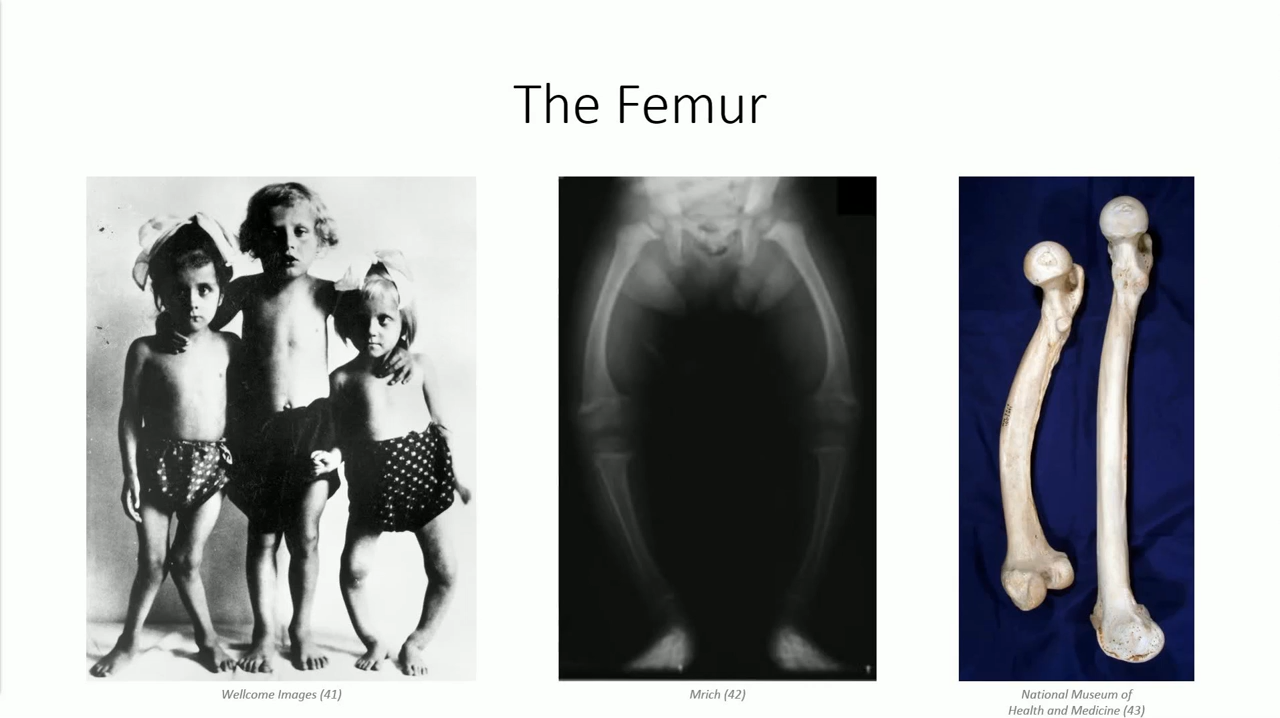 The Femur
Wellcome Images (41)
Mrich (42)
National Museum of
Health and Medicine (43)